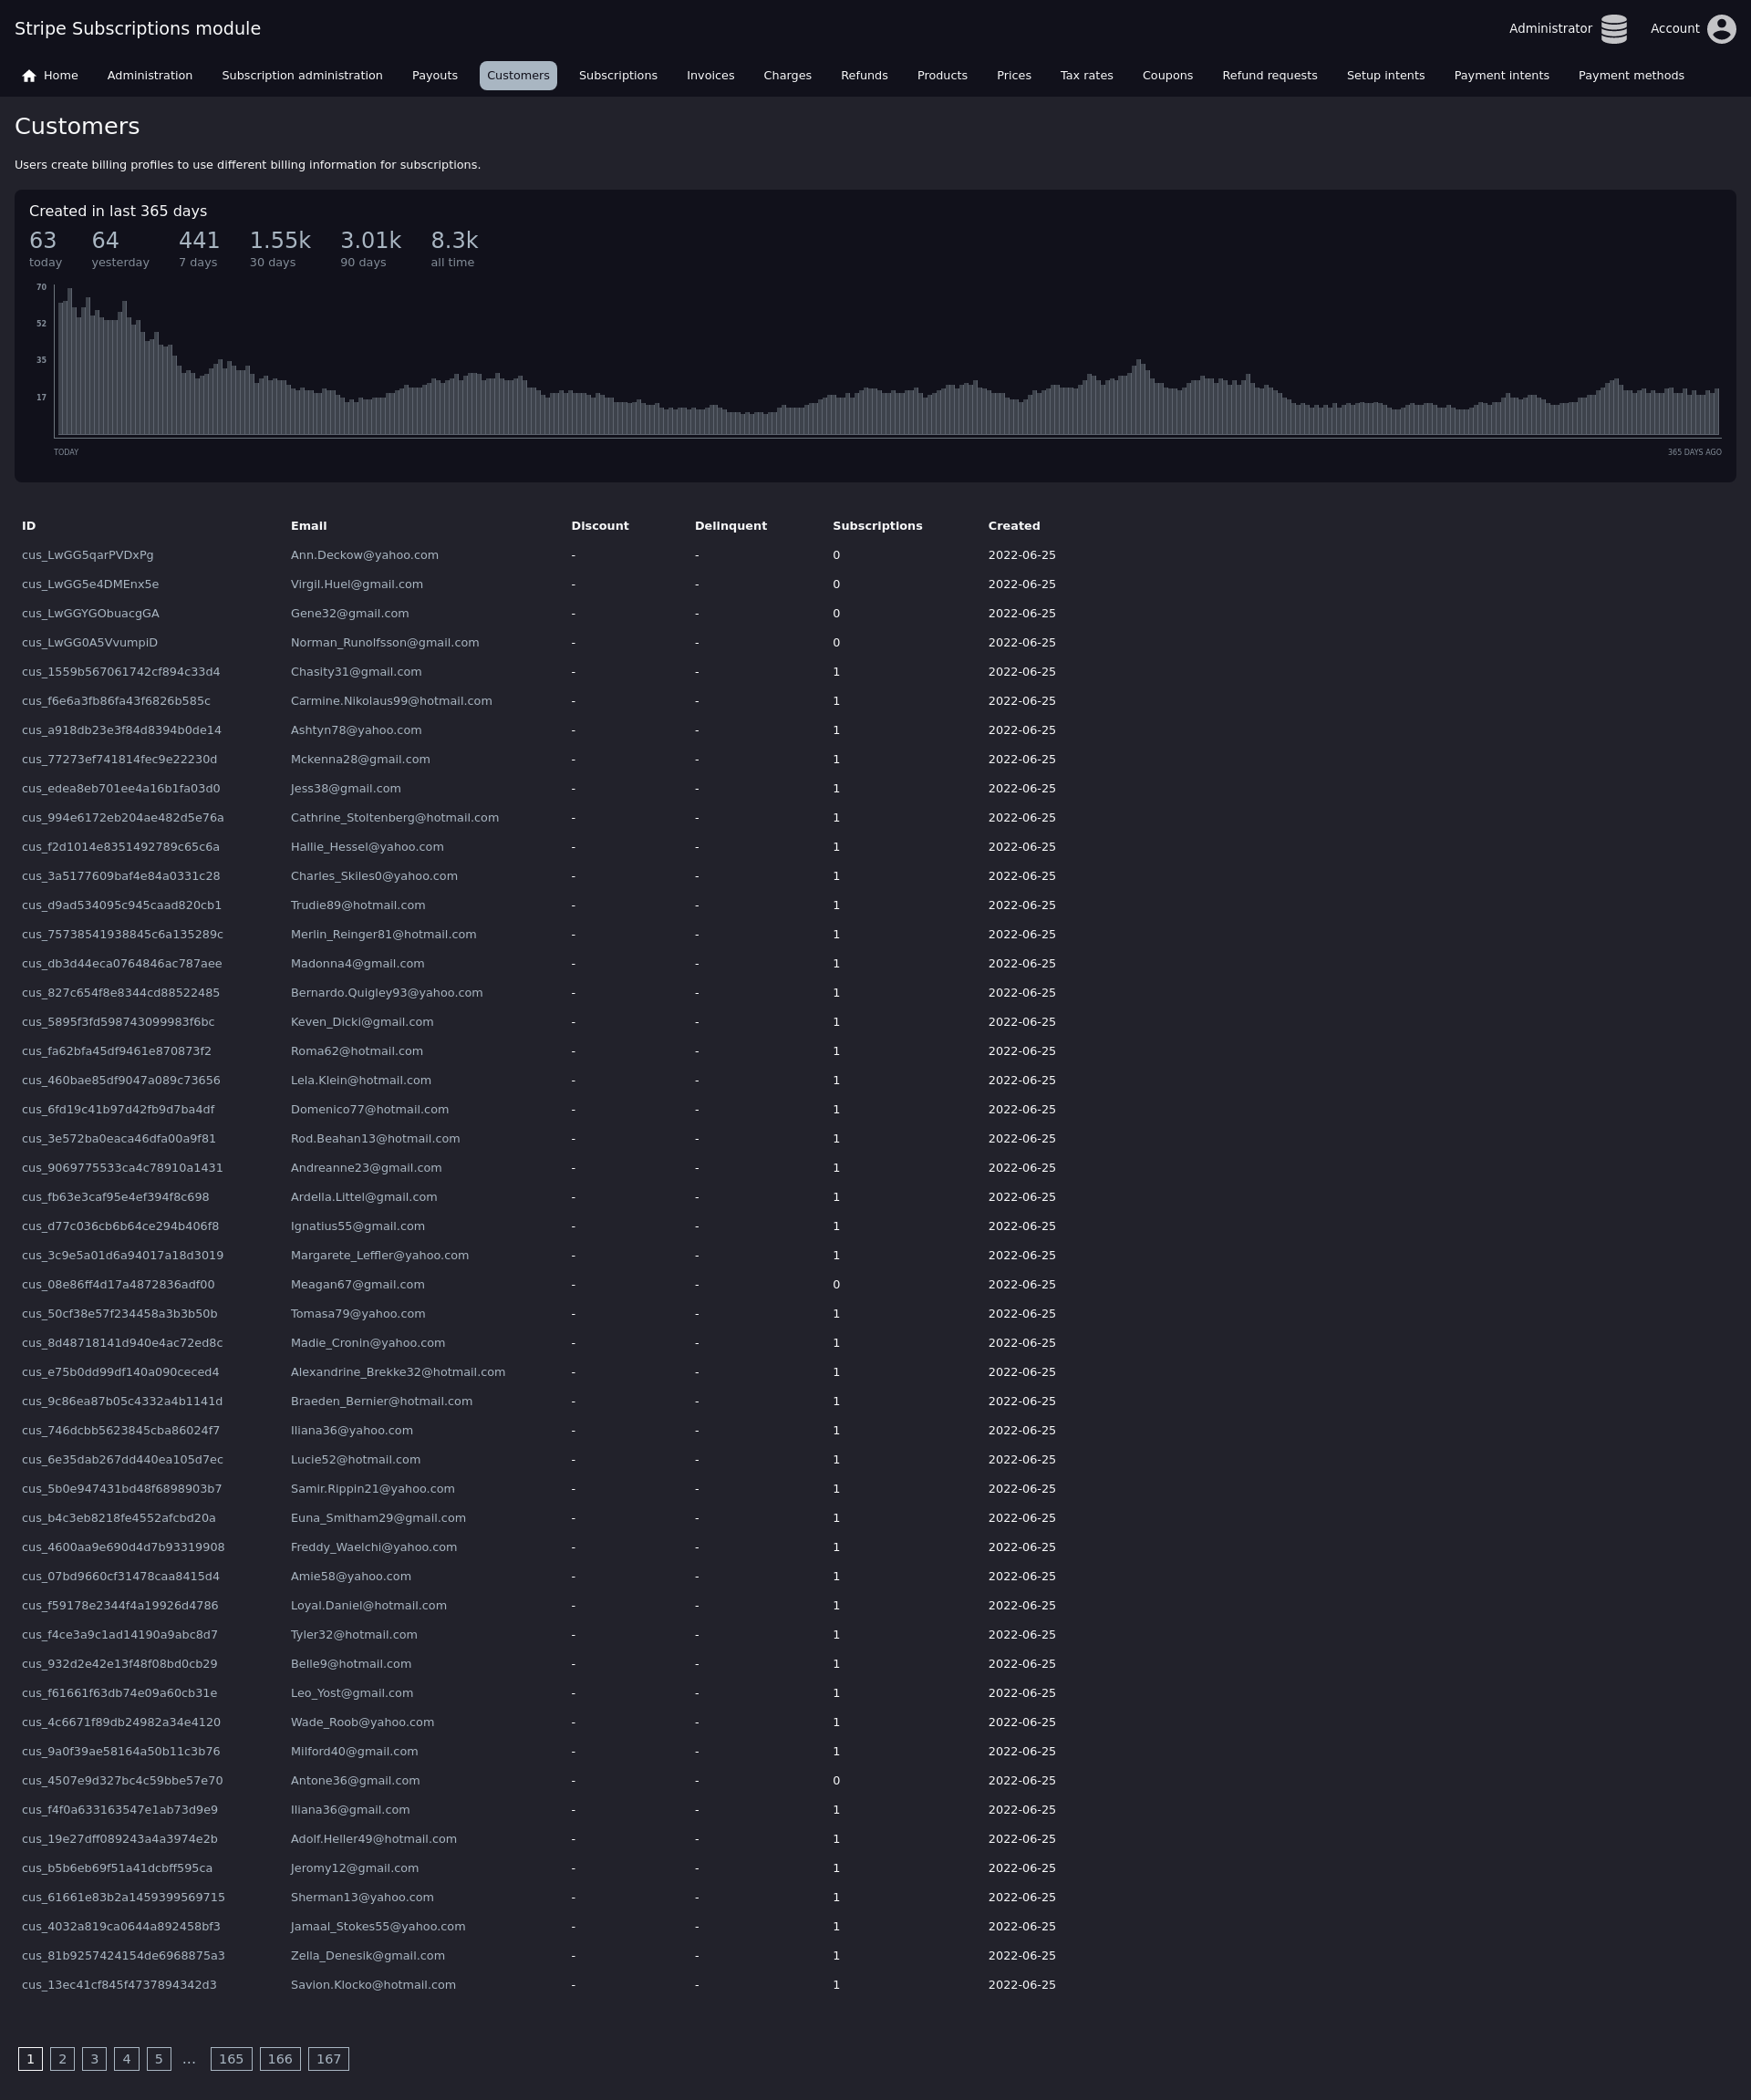 Stripe Subscriptions module
Administrator Account
Home Administration Subscription administration Payouts Customers Subscriptions Invoices Charges Refunds Products Prices Tax rates Coupons Refund requests Setup intents Payment intents Payment methods
Customers
Users create billing profiles to use different billing information for subscriptions.
Created in last 365 days
63 64 441 1.55k 3.01k 8.3k
today yesterday 7 days 30 days 90 days all time
70
52
35
17
TODAY 365 DAYS AGO
ID Email Discount Delinquent Subscriptions Created
cus_LwGG5qarPVDxPg Ann.Deckow@yahoo.com - - 0 2022-06-25
cus_LwGG5e4DMEnx5e Virgil.Huel@gmail.com - - 0 2022-06-25
cus_LwGGYGObuacgGA Gene32@gmail.com - - 0 2022-06-25
cus_LwGG0A5VvumpiD Norman_Runolfsson@gmail.com - - 0 2022-06-25
cus_1559b567061742cf894c33d4 Chasity31@gmail.com - - 1 2022-06-25
cus_f6e6a3fb86fa43f6826b585c Carmine.Nikolaus99@hotmail.com - - 1 2022-06-25
cus_a918db23e3f84d8394b0de14 Ashtyn78@yahoo.com - - 1 2022-06-25
cus_77273ef741814fec9e22230d Mckenna28@gmail.com - - 1 2022-06-25
cus_edea8eb701ee4a16b1fa03d0 Jess38@gmail.com - - 1 2022-06-25
cus_994e6172eb204ae482d5e76a Cathrine_Stoltenberg@hotmail.com - - 1 2022-06-25
cus_f2d1014e8351492789c65c6a Hallie_Hessel@yahoo.com - - 1 2022-06-25
cus_3a5177609baf4e84a0331c28 Charles_Skiles0@yahoo.com - - 1 2022-06-25
cus_d9ad534095c945caad820cb1 Trudie89@hotmail.com - - 1 2022-06-25
cus_75738541938845c6a135289c Merlin_Reinger81@hotmail.com - - 1 2022-06-25
cus_db3d44eca0764846ac787aee Madonna4@gmail.com - - 1 2022-06-25
cus_827c654f8e8344cd88522485 Bernardo.Quigley93@yahoo.com - - 1 2022-06-25
cus_5895f3fd598743099983f6bc Keven_Dicki@gmail.com - - 1 2022-06-25
cus_fa62bfa45df9461e870873f2 Roma62@hotmail.com - - 1 2022-06-25
cus_460bae85df9047a089c73656 Lela.Klein@hotmail.com - - 1 2022-06-25
cus_6fd19c41b97d42fb9d7ba4df Domenico77@hotmail.com - - 1 2022-06-25
cus_3e572ba0eaca46dfa00a9f81 Rod.Beahan13@hotmail.com - - 1 2022-06-25
cus_9069775533ca4c78910a1431 Andreanne23@gmail.com - - 1 2022-06-25
cus_fb63e3caf95e4ef394f8c698 Ardella.Littel@gmail.com - - 1 2022-06-25
cus_d77c036cb6b64ce294b406f8 Ignatius55@gmail.com - - 1 2022-06-25
cus_3c9e5a01d6a94017a18d3019 Margarete_Leffler@yahoo.com - - 1 2022-06-25
cus_08e86ff4d17a4872836adf00 Meagan67@gmail.com - - 0 2022-06-25
cus_50cf38e57f234458a3b3b50b Tomasa79@yahoo.com - - 1 2022-06-25
cus_8d48718141d940e4ac72ed8c Madie_Cronin@yahoo.com - - 1 2022-06-25
cus_e75b0dd99df140a090ceced4 Alexandrine_Brekke32@hotmail.com - - 1 2022-06-25
cus_9c86ea87b05c4332a4b1141d Braeden_Bernier@hotmail.com - - 1 2022-06-25
cus_746dcbb5623845cba86024f7 Iliana36@yahoo.com - - 1 2022-06-25
cus_6e35dab267dd440ea105d7ec Lucie52@hotmail.com - - 1 2022-06-25
cus_5b0e947431bd48f6898903b7 Samir.Rippin21@yahoo.com - - 1 2022-06-25
cus_b4c3eb8218fe4552afcbd20a Euna_Smitham29@gmail.com - - 1 2022-06-25
cus_4600aa9e690d4d7b93319908 Freddy_Waelchi@yahoo.com - - 1 2022-06-25
cus_07bd9660cf31478caa8415d4 Amie58@yahoo.com - - 1 2022-06-25
cus_f59178e2344f4a19926d4786 Loyal.Daniel@hotmail.com - - 1 2022-06-25
cus_f4ce3a9c1ad14190a9abc8d7 Tyler32@hotmail.com - - 1 2022-06-25
cus_932d2e42e13f48f08bd0cb29 Belle9@hotmail.com - - 1 2022-06-25
cus_f61661f63db74e09a60cb31e Leo_Yost@gmail.com - - 1 2022-06-25
cus_4c6671f89db24982a34e4120 Wade_Roob@yahoo.com - - 1 2022-06-25
cus_9a0f39ae58164a50b11c3b76 Milford40@gmail.com - - 1 2022-06-25
cus_4507e9d327bc4c59bbe57e70 Antone36@gmail.com - - 0 2022-06-25
cus_f4f0a633163547e1ab73d9e9 Iliana36@gmail.com - - 1 2022-06-25
cus_19e27dff089243a4a3974e2b Adolf.Heller49@hotmail.com - - 1 2022-06-25
cus_b5b6eb69f51a41dcbff595ca Jeromy12@gmail.com - - 1 2022-06-25
cus_61661e83b2a1459399569715 Sherman13@yahoo.com - - 1 2022-06-25
cus_4032a819ca0644a892458bf3 Jamaal_Stokes55@yahoo.com - - 1 2022-06-25
cus_81b9257424154de6968875a3 Zella_Denesik@gmail.com - - 1 2022-06-25
cus_13ec41cf845f4737894342d3 Savion.Klocko@hotmail.com - - 1 2022-06-25
1 2 3 4 5 ... 165 166 167